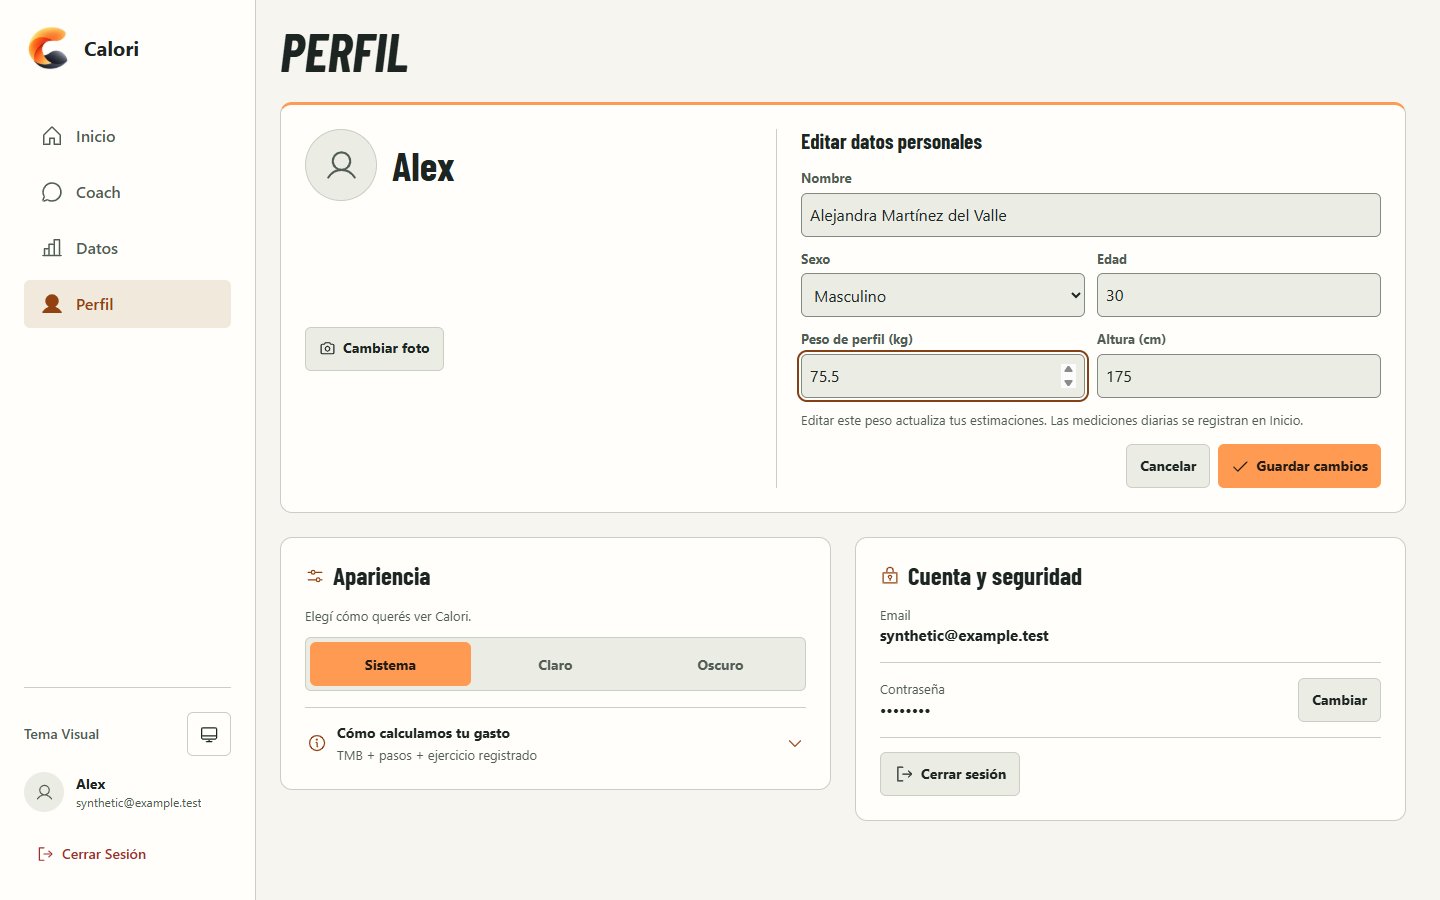 Calori
Inicio
Coach
Datos
Perfil
Tema Visual
Alex
synthetic@example.test
Cerrar Sesión
PERFIL
Alex
Cambiar foto
Editar datos personales
Nombre
Alejandra Martínez del Valle
Sexo
Edad
Masculino
30
Peso de perfil (kg)
Altura (cm)
75.5
175
Editar este peso actualiza tus estimaciones. Las mediciones diarias se registran en Inicio.
Cancelar
Guardar cambios
Apariencia
Elegí cómo querés ver Calori.
Sistema
Claro
Oscuro
Cómo calculamos tu gasto
TMB + pasos + ejercicio registrado
Cuenta y seguridad
Email
synthetic@example.test
Contraseña
••••••••
Cambiar
Cerrar sesión